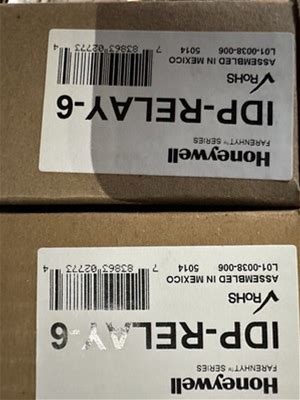 Honeywell
FARENHYT™ SERIES
IDP-RELAY-6
RoHS
ASSEMBLED IN MEXICO
L01-0038-006 5014
7 83863 02773 4
Honeywell
FARENHYT™ SERIES
IDP-RELAY-6
RoHS
ASSEMBLED IN MEXICO
L01-0038-006 5014
7 83863 02773 4